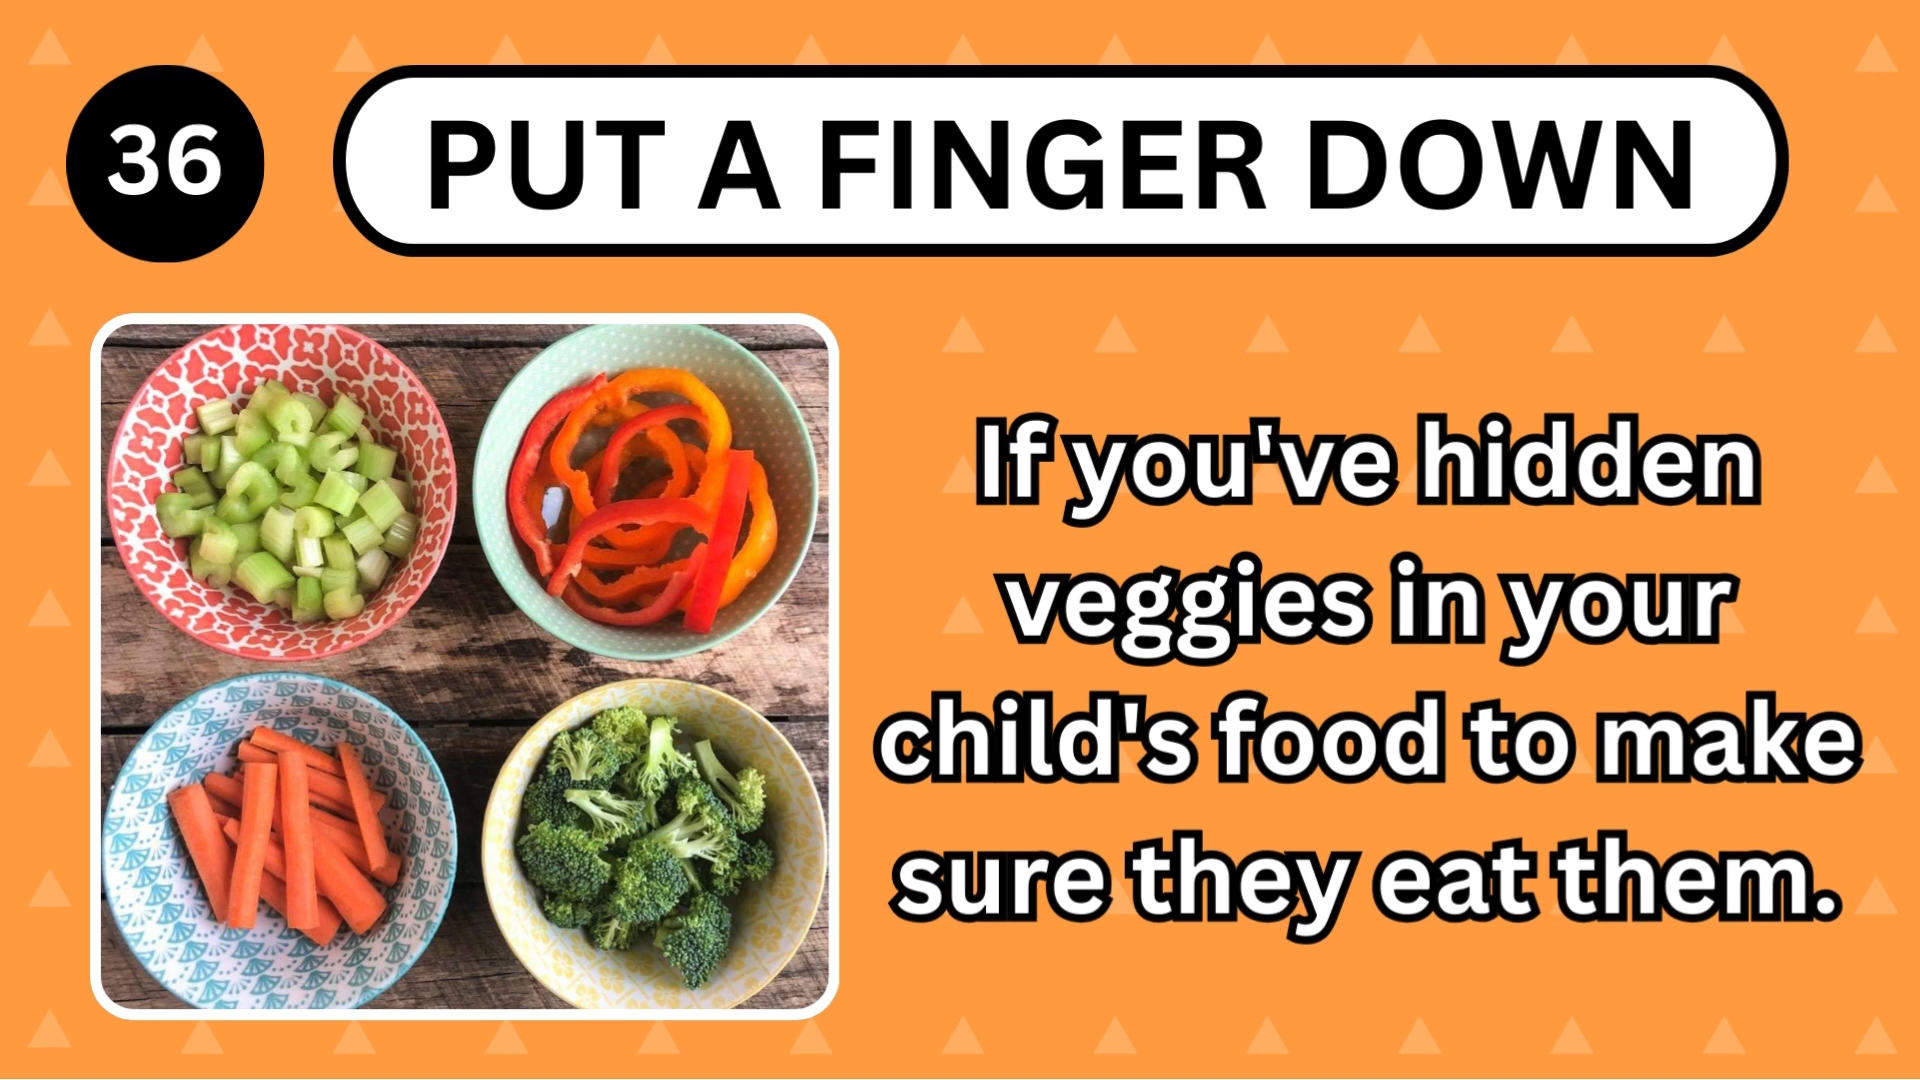 36
PUT A FINGER DOWN
If you've hidden
veggies in your
child's food to make
sure they eat them.